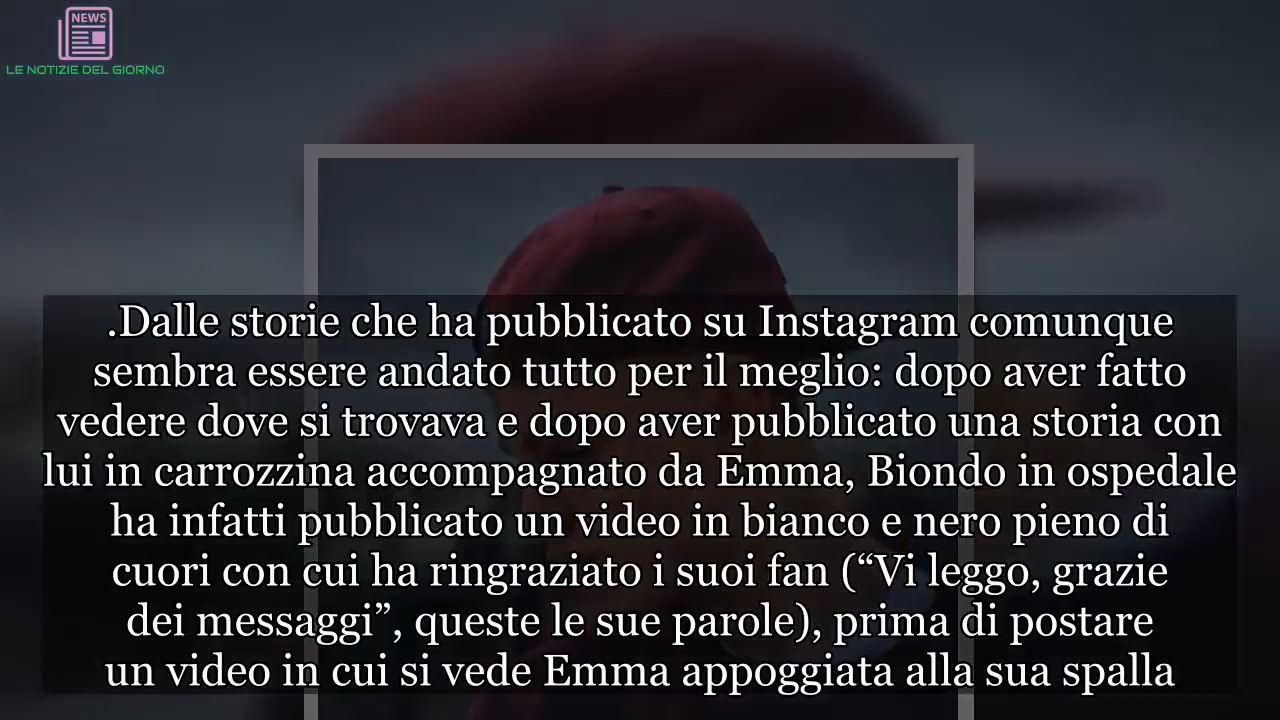 NEWS
LE NOTIZIE DEL GIORNO
.Dalle storie che ha pubblicato su Instagram comunque
sembra essere andato tutto per il meglio: dopo aver fatto
vedere dove si trovava e dopo aver pubblicato una storia con
lui in carrozzina accompagnato da Emma, Biondo in ospedale
ha infatti pubblicato un video in bianco e nero pieno di
cuori con cui ha ringraziato i suoi fan (“Vi leggo, grazie
dei messaggi”, queste le sue parole), prima di postare
un video in cui si vede Emma appoggiata alla sua spalla